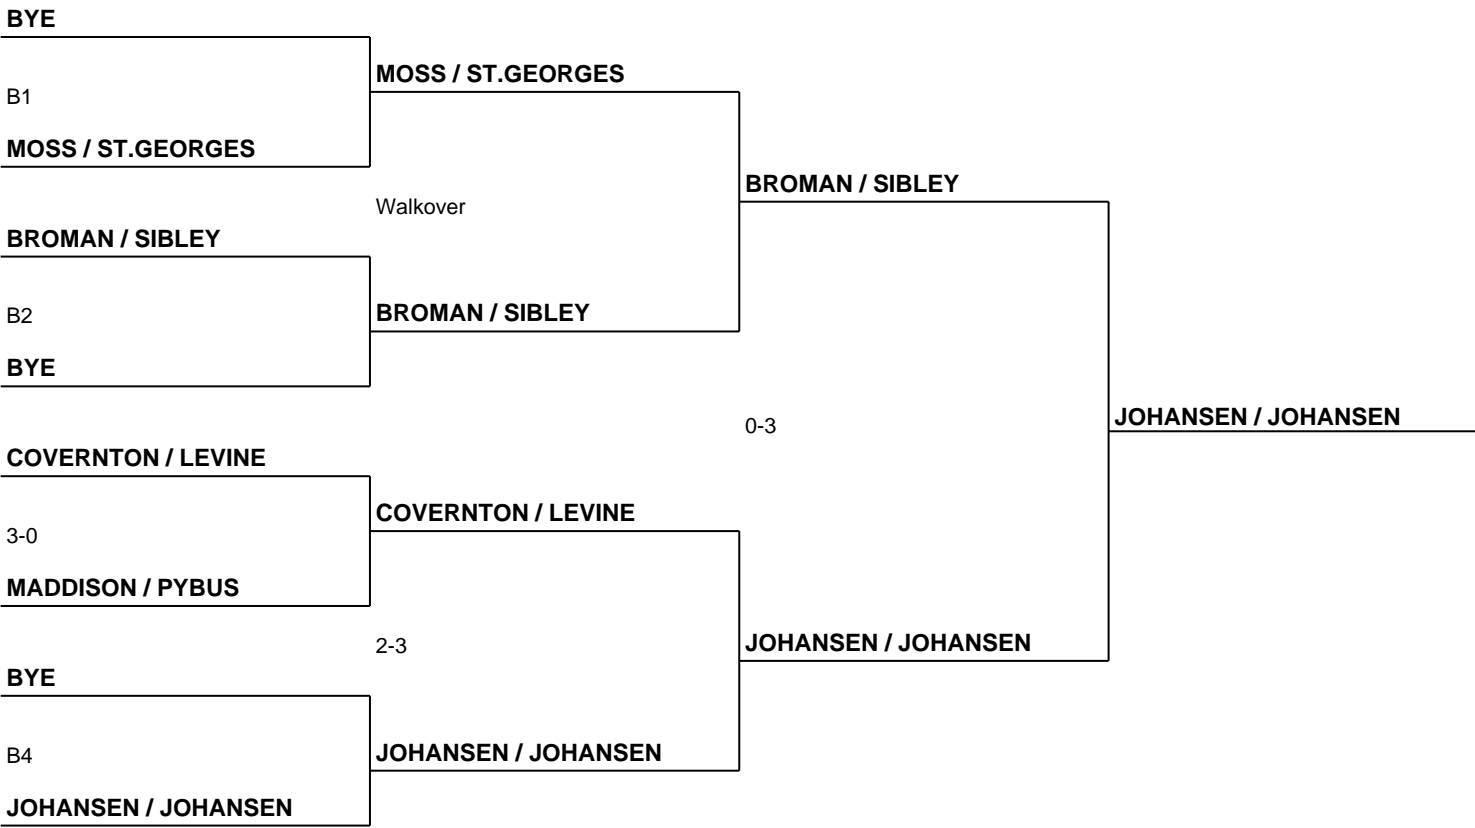 BYE
B1
MOSS / ST.GEORGES
BROMAN / SIBLEY
B2
BYE
COVERNTON / LEVINE
3-0
MADDISON / PYBUS
BYE
B4
JOHANSEN / JOHANSEN
MOSS / ST.GEORGES
Walkover
BROMAN / SIBLEY
COVERNTON / LEVINE
2-3
JOHANSEN / JOHANSEN
BROMAN / SIBLEY
0-3
JOHANSEN / JOHANSEN
JOHANSEN / JOHANSEN